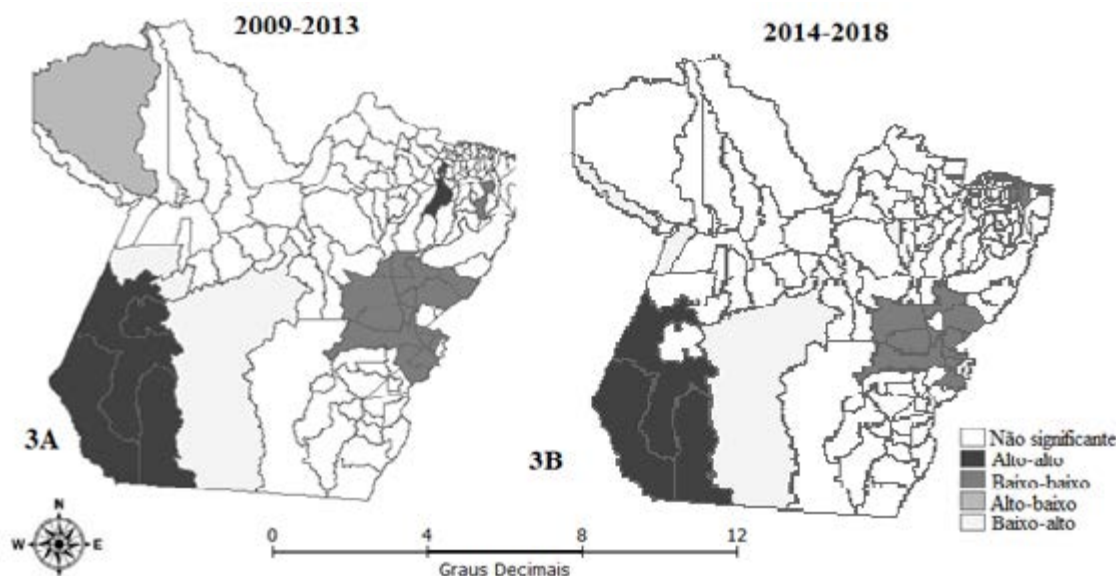 2009-2013
2014-2018
3A
3B
Não significante
Alto-alto
Baixo-baixo
Alto-baixo
Baixo-alto
N
W E
S
0 4 8 12
Graus Decimais